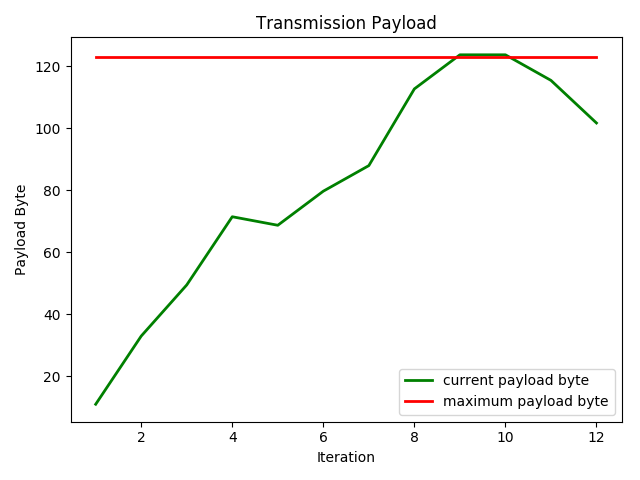 Transmission Payload
Payload Byte
120
100
80
60
40
20
2 4 6 8 10 12
Iteration
current payload byte
maximum payload byte